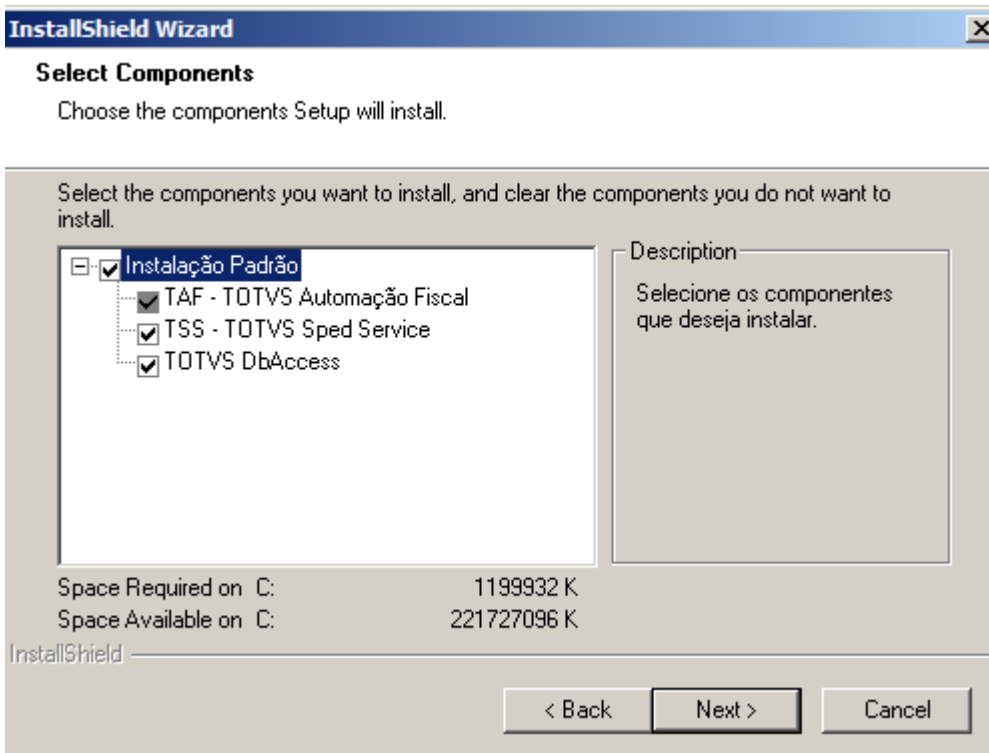 InstallShield Wizard
Select Components
Choose the components Setup will install.
Select the components you want to install, and clear the components you do not want to
install.
Instalação Padrão
TAF - TOTVS Automação Fiscal
TSS - TOTVS Sped Service
TOTVS DbAccess
Description
Selecione os componentes
que deseja instalar.
Space Required on C: 1199932 K
Space Available on C: 221727096 K
InstallShield
< Back Next > Cancel